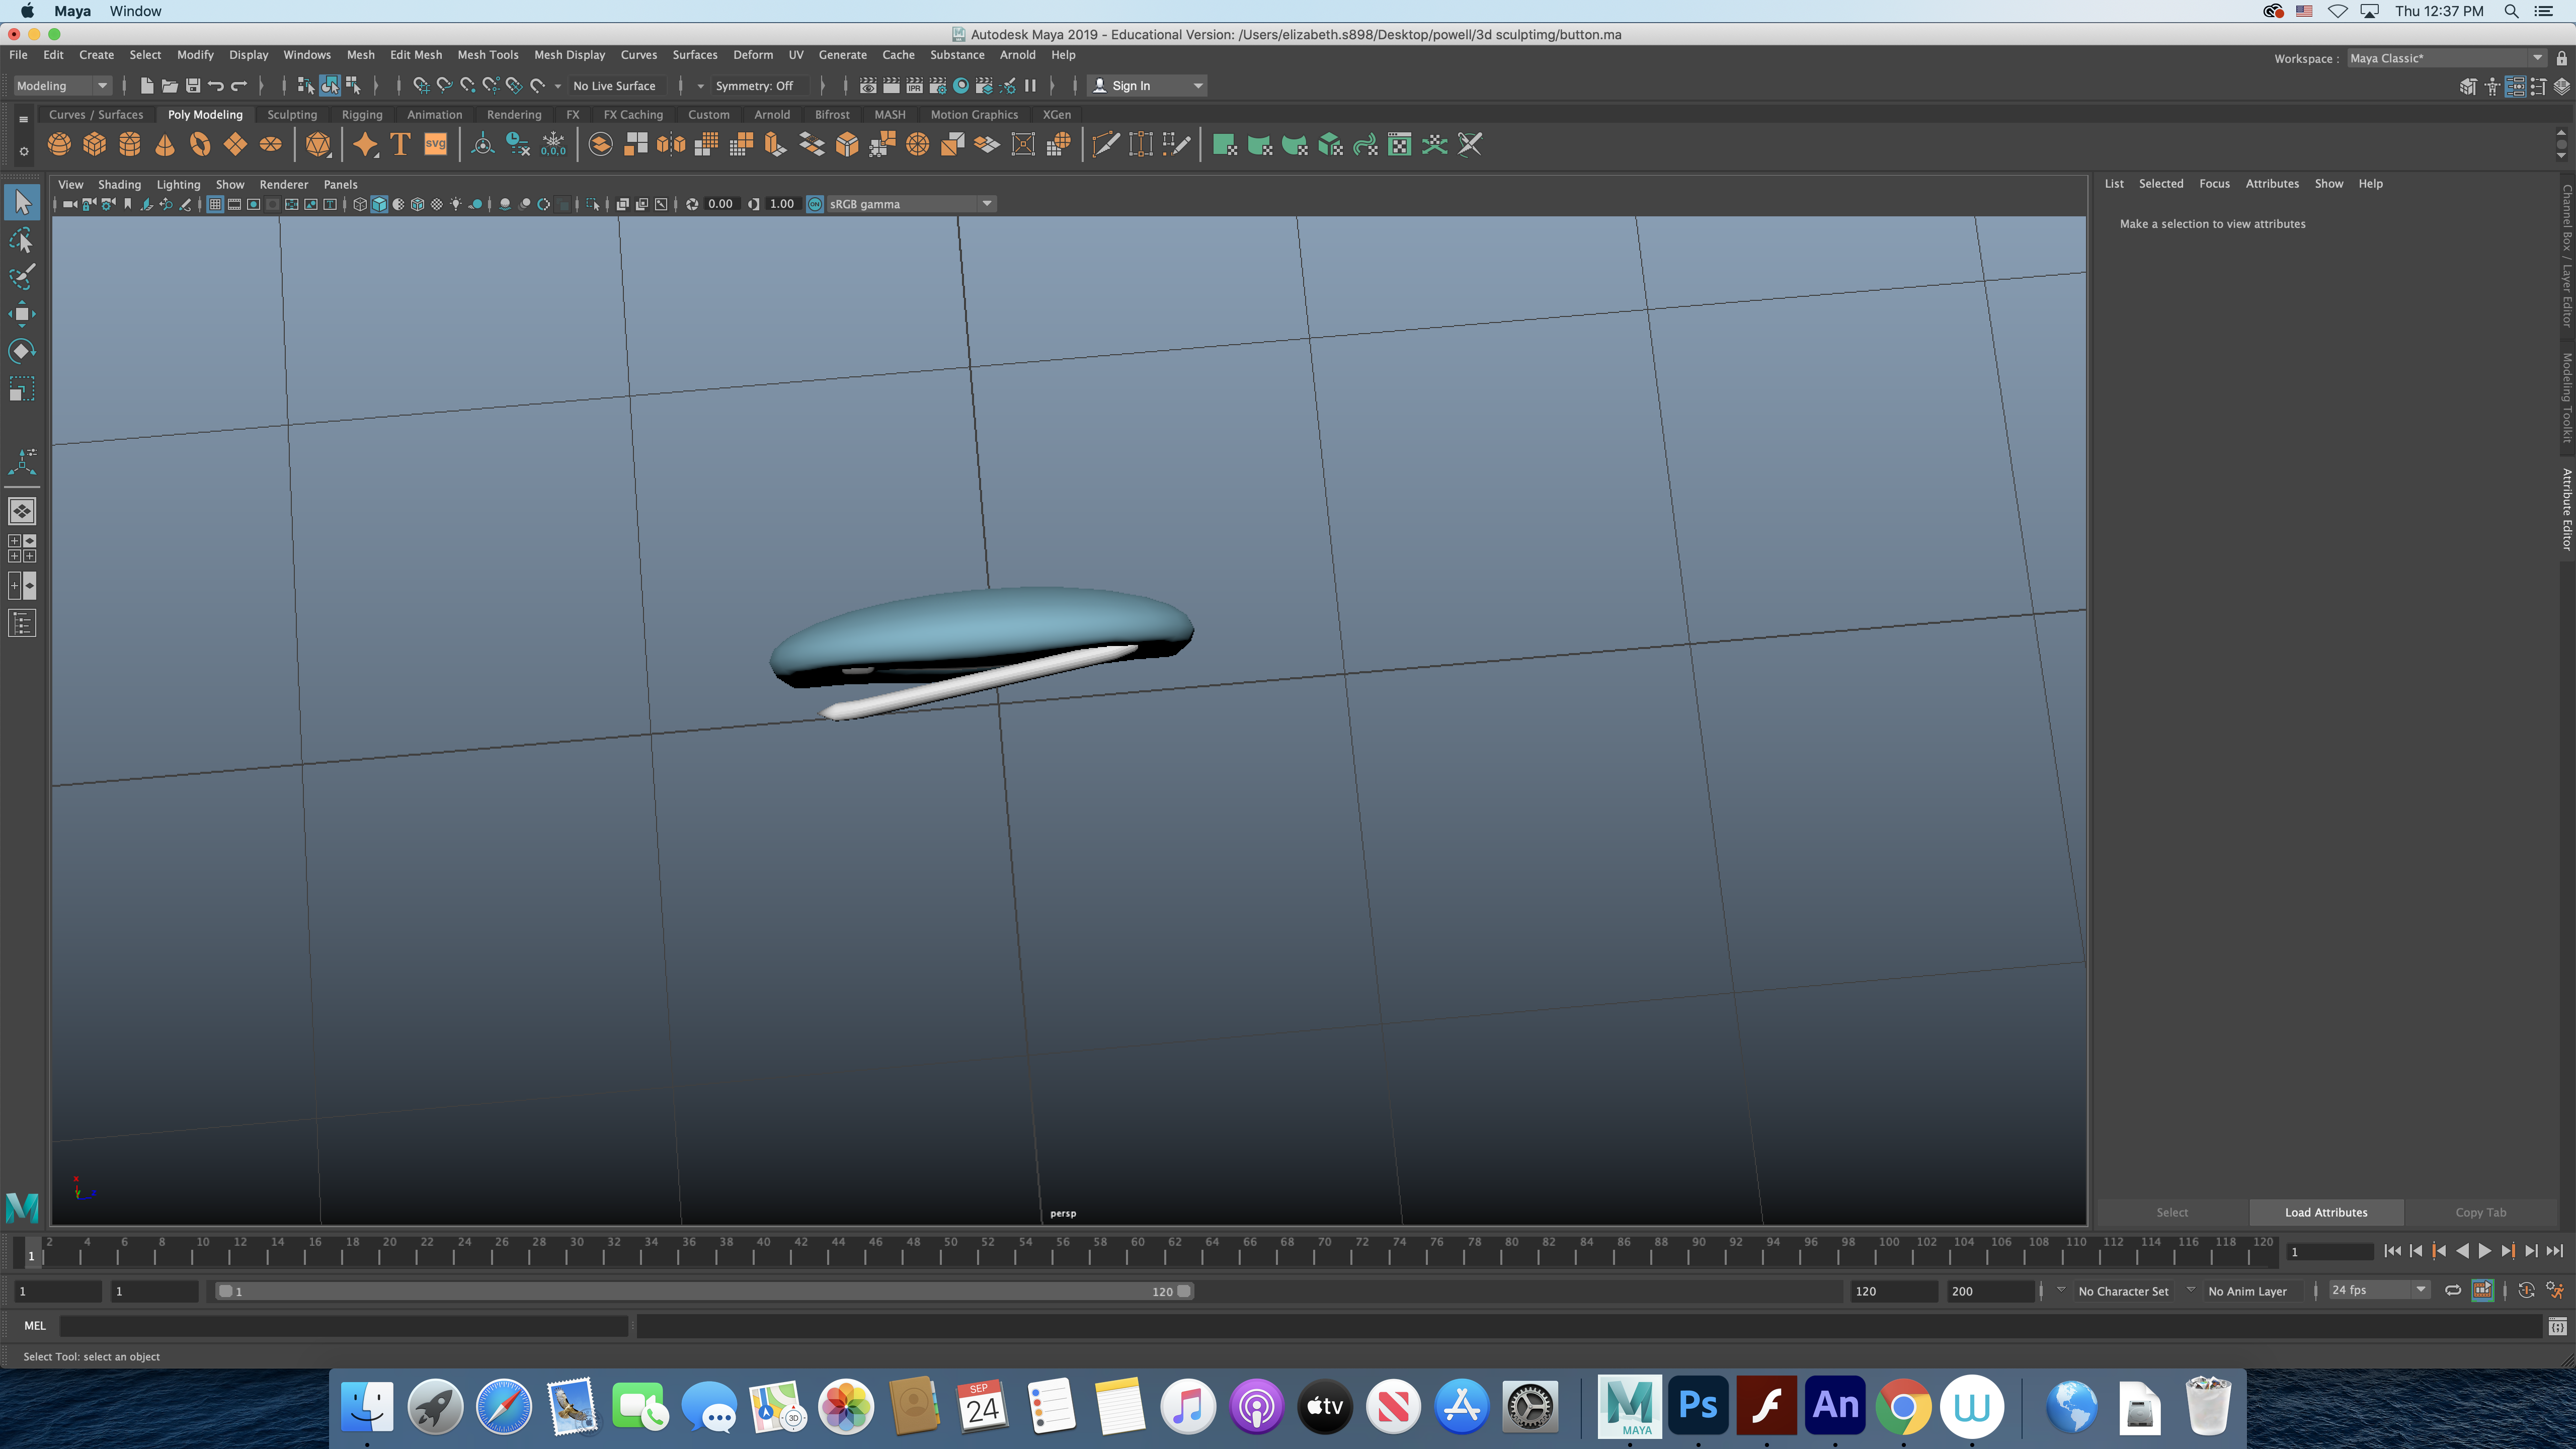 Maya Window Thu 12:37 PM
Autodesk Maya 2019 - Educational Version: /Users/elizabeth.s898/Desktop/powell/3d sculptimg/button.ma
File Edit Create Select Modify Display Windows Mesh Edit Mesh Mesh Tools Mesh Display Curves Surfaces Deform UV Generate Cache Substance Arnold Help
Workspace : Maya Classic*
Modeling No Live Surface Symmetry: Off IPR Sign In
Curves / Surfaces Poly Modeling Sculpting Rigging Animation Rendering FX FX Caching Custom Arnold Bifrost MASH Motion Graphics XGen
T svg 0,0,0
View Shading Lighting Show Renderer Panels
0.00 1.00 ON sRGB gamma
List Selected Focus Attributes Show Help
Make a selection to view attributes
Channel Box / Layer Editor
Modeling Toolkit
Attribute Editor
persp
Select Load Attributes Copy Tab
1 2 4 6 8 10 12 14 16 18 20 22 24 26 28 30 32 34 36 38 40 42 44 46 48 50 52 54 56 58 60 62 64 66 68 70 72 74 76 78 80 82 84 86 88 90 92 94 96 98 100 102 104 106 108 110 112 114 116 118 120 1
1 1 1 120 120 200 No Character Set No Anim Layer 24 fps
MEL
Select Tool: select an object
SEP
24
3D
tv
MAYA
Ps
An
W